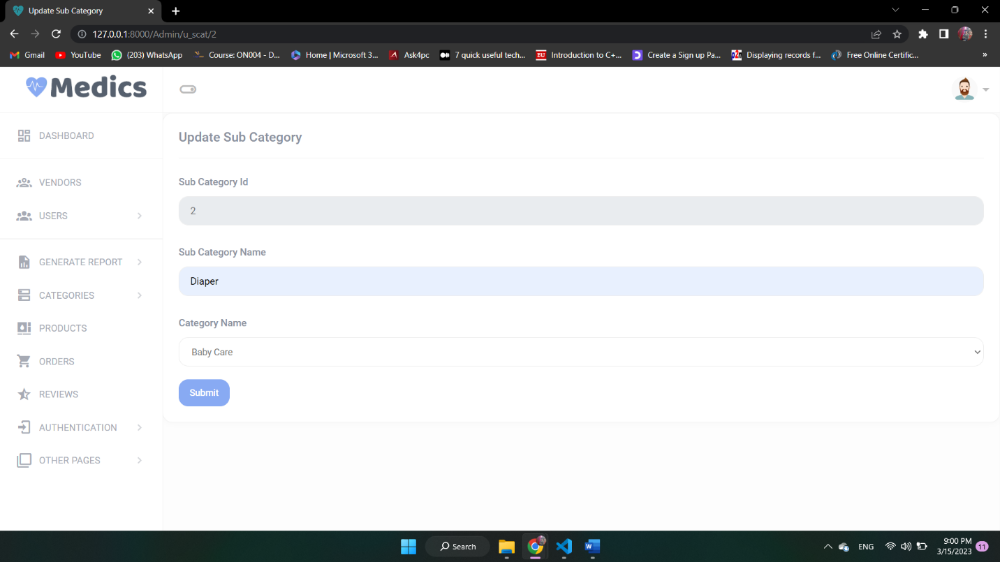 Update Sub Category
127.0.0.1:8000/Admin/u_scat/2
Gmail
YouTube
(203) WhatsApp
Course: ON004 - D...
Home | Microsoft 3...
Ask4pc
7 quick useful tech...
BU
Introduction to C+...
Create a Sign up Pa...
Displaying records f...
Free Online Certific...
»
Medics
DASHBOARD
VENDORS
USERS
GENERATE REPORT
CATEGORIES
PRODUCTS
ORDERS
REVIEWS
AUTHENTICATION
OTHER PAGES
Update Sub Category
Sub Category Id
2
Sub Category Name
Diaper
Category Name
Baby Care
Submit
Search
ENG
9:00 PM
3/15/2023
11